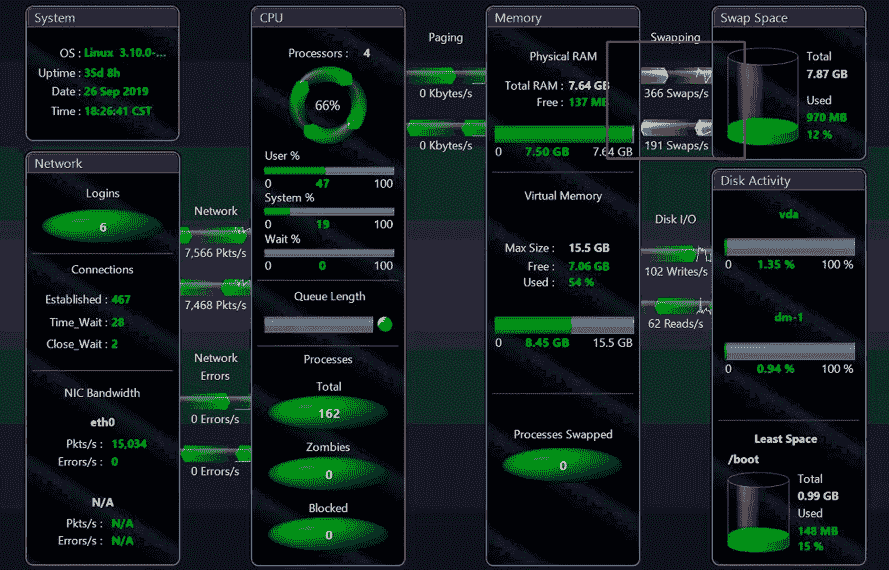 System
OS : Linux 3.10.0-...
Uptime : 35d 8h
Date : 26 Sep 2019
Time : 18:26:41 CST
Network
Logins
6
Connections
Established : 467
Time_Wait : 28
Close_Wait : 2
NIC Bandwidth
eth0
Pkts/s : 15,034
Errors/s : 0
N/A
Pkts/s : N/A
Errors/s : N/A
Network
7,566 Pkts/s
7,468 Pkts/s
Network
Errors
0 Errors/s
0 Errors/s
CPU
Processors : 4
66%
User %
0 47 100
System %
0 19 100
Wait %
0 0 100
Queue Length
Processes
Total
162
Zombies
0
Blocked
0
Paging
0 Kbytes/s
0 Kbytes/s
Memory
Physical RAM
Total RAM : 7.64 GB
Free : 137 MB
0 7.50 GB 7.64 GB
Virtual Memory
Max Size : 15.5 GB
Free : 7.06 GB
Used : 54 %
0 8.45 GB 15.5 GB
Processes Swapped
0
Swapping
366 Swaps/s
191 Swaps/s
Disk I/O
102 Writes/s
62 Reads/s
Swap Space
Total
7.87 GB
Used
970 MB
12 %
Disk Activity
vda
0 1.35 % 100 %
dm-1
0 0.94 % 100 %
Least Space
/boot
Total
0.99 GB
Used
148 MB
15 %